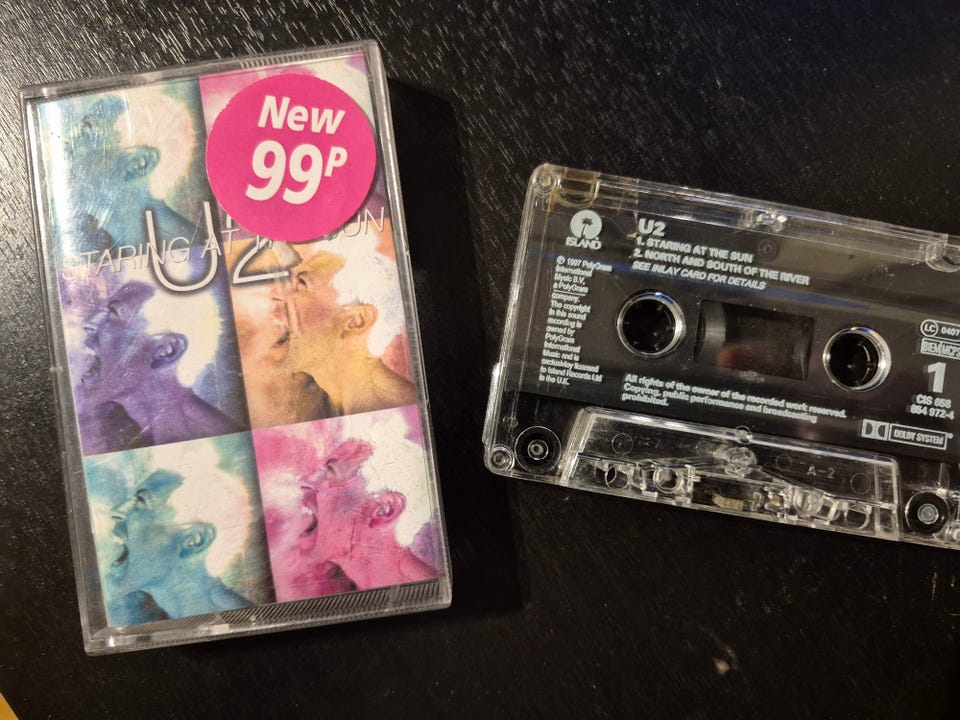 New
99P
STARING AT THE SUN
U2
ISLAND
U2
1. STARING AT THE SUN
2. NORTH AND SOUTH OF THE RIVER
SEE INLAY CARD FOR DETAILS
℗ 1997 PolyGram
International
Music B.V.
a PolyGram
company.
The copyright
in this sound
recording is
owned by
PolyGram
International
Music and is
exclusively licensed
to Island Records Ltd
in the U.K.
All rights of the owner of the recorded work reserved.
Copying, public performance and broadcasting
prohibited.
LC 0407
BIEM/MCPS
1
CIS 658
854 972-4
DOLBY SYSTEM
A-2